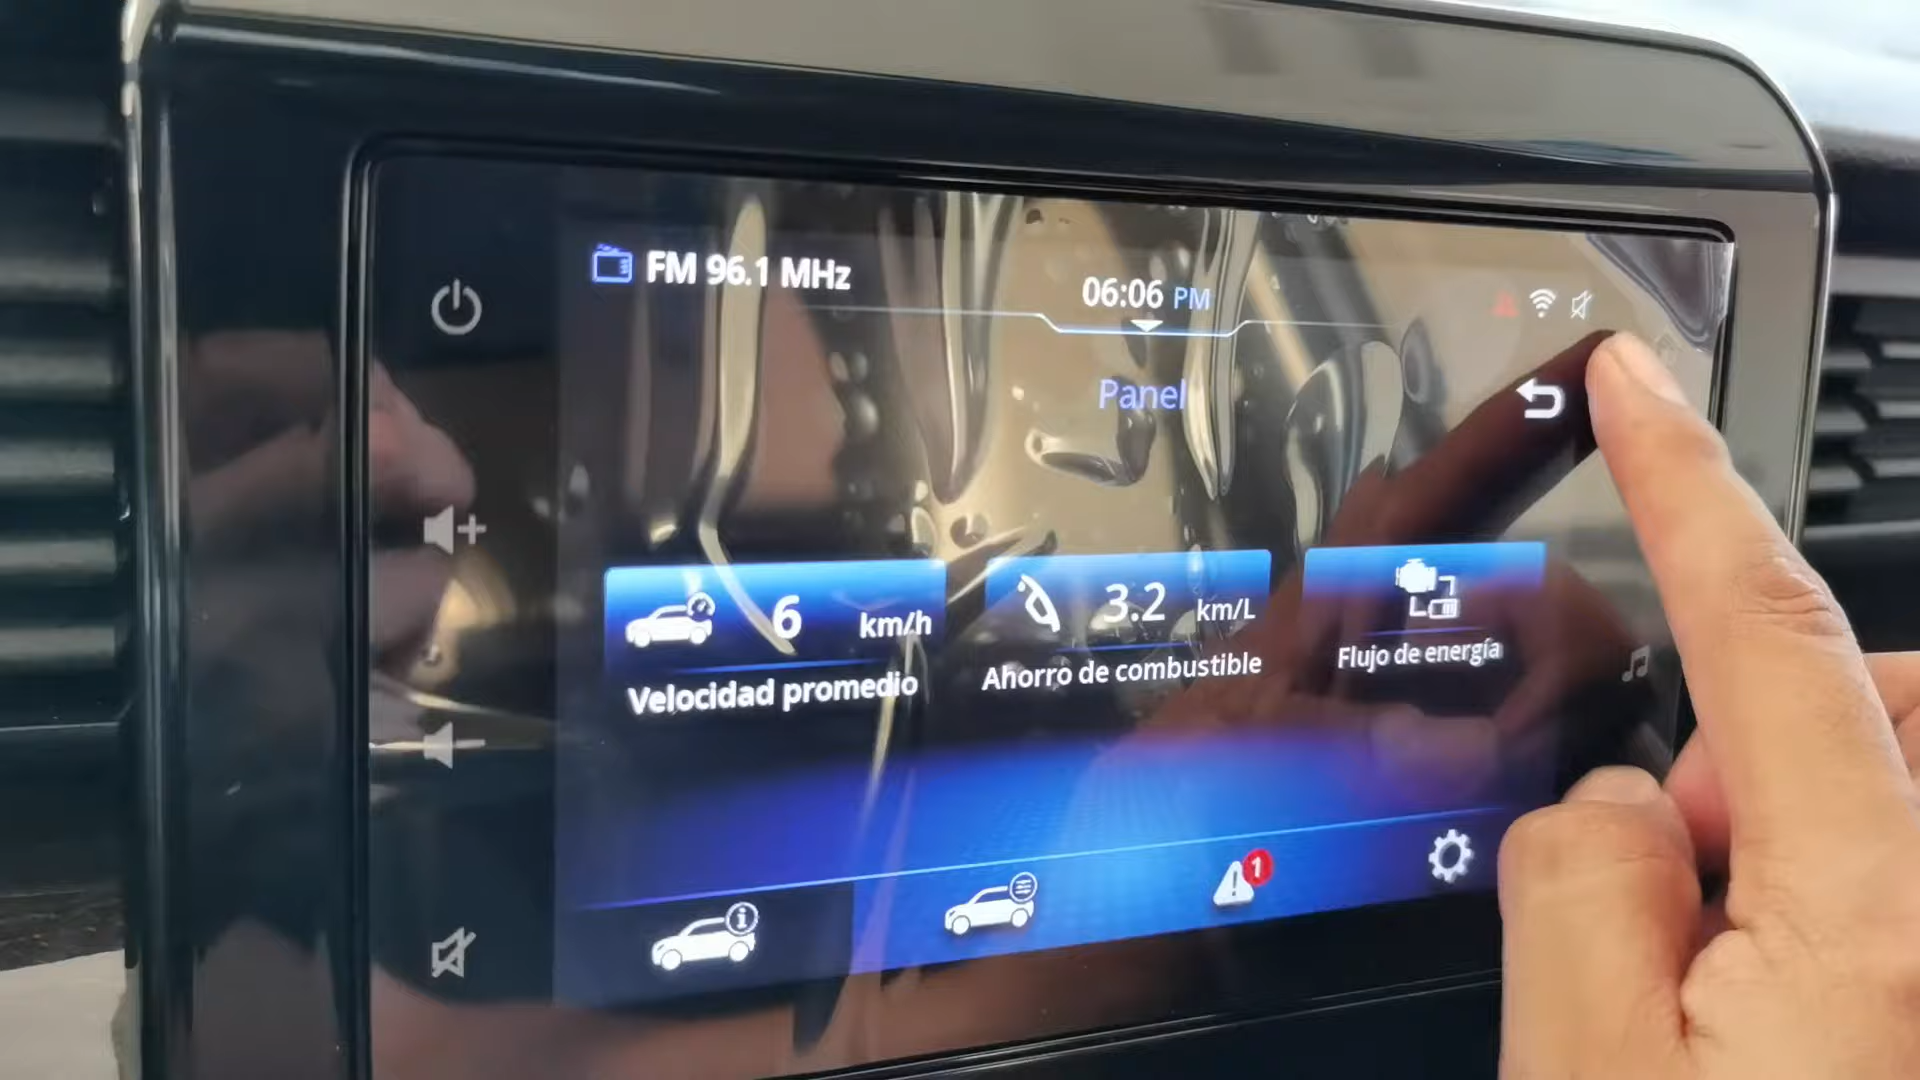 FM 96.1 MHz
06:06 PM
Panel
6 km/h
Velocidad promedio
3.2 km/L
Ahorro de combustible
Flujo de energía
1